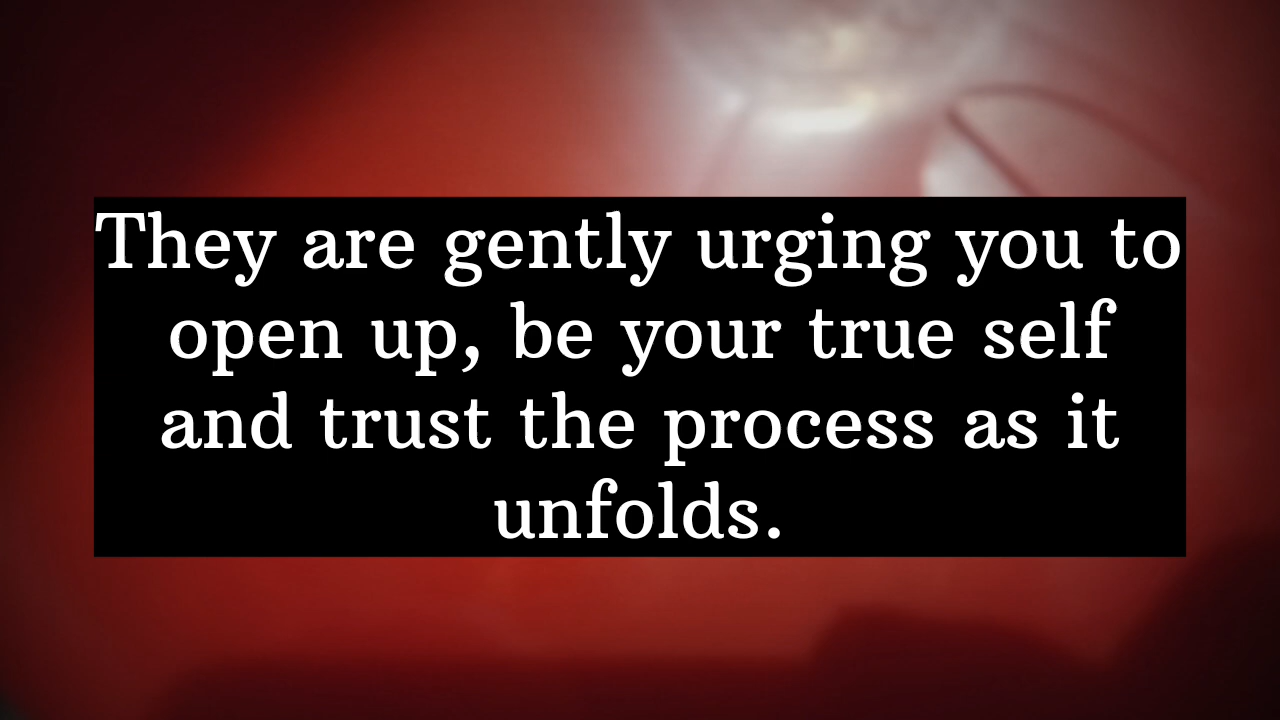 They are gently urging you to
open up, be your true self
and trust the process as it
unfolds.